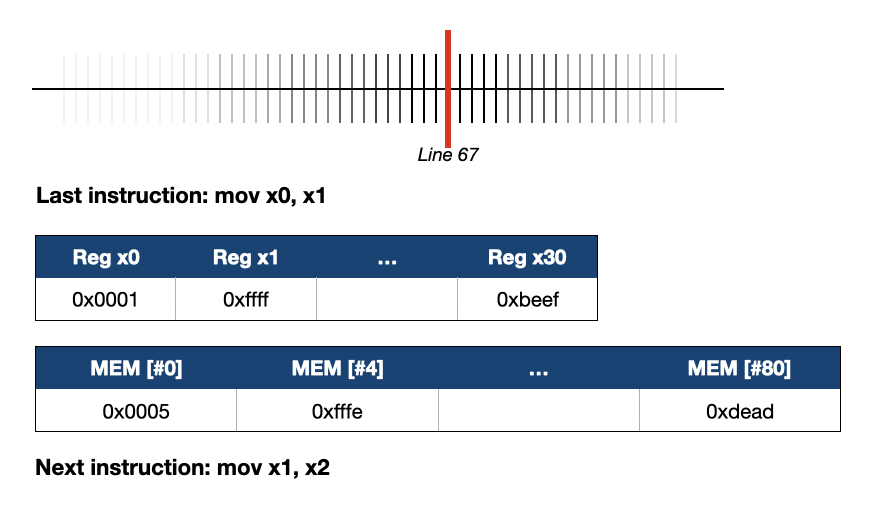 Line 67
Last instruction: mov x0, x1
Reg x0 Reg x1 … Reg x30
0x0001 0xffff 0xbeef
MEM [#0] MEM [#4] … MEM [#80]
0x0005 0xfffe 0xdead
Next instruction: mov x1, x2